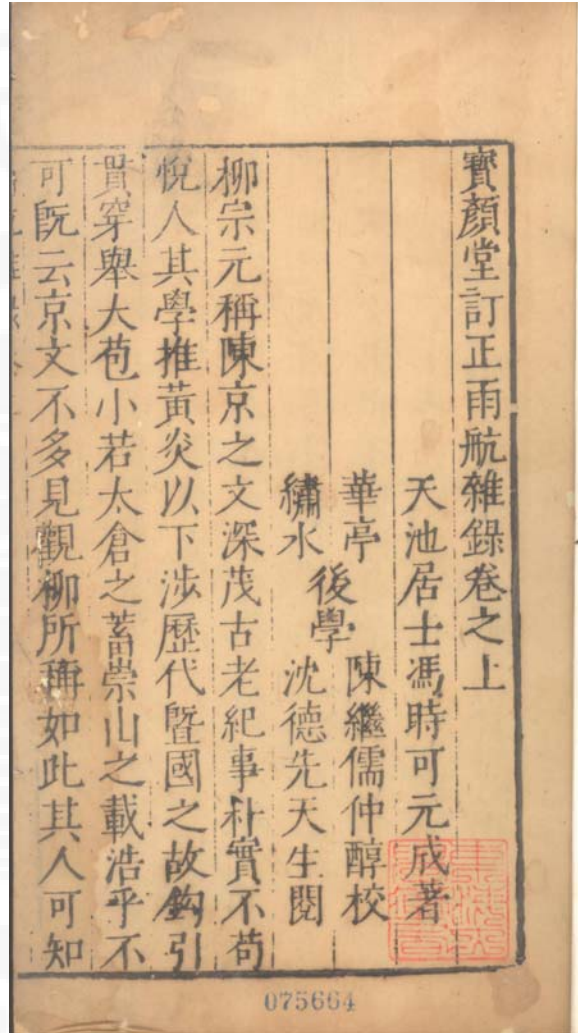 寶顏堂訂正雨航雜錄卷之上
天池居士馮時可元成著
華亭 陳繼儒仲醇校
後學
繡水 沈德先天生閱
柳宗元稱陳京之文深茂古老紀事朴實不苟
悅人其學推黃炎以下涉歷代暨國之故鈎引
貫穿舉大苞小若太倉之蓄崇山之載浩乎不
可既云京文不多見觀柳所稱如此其人可知
075664